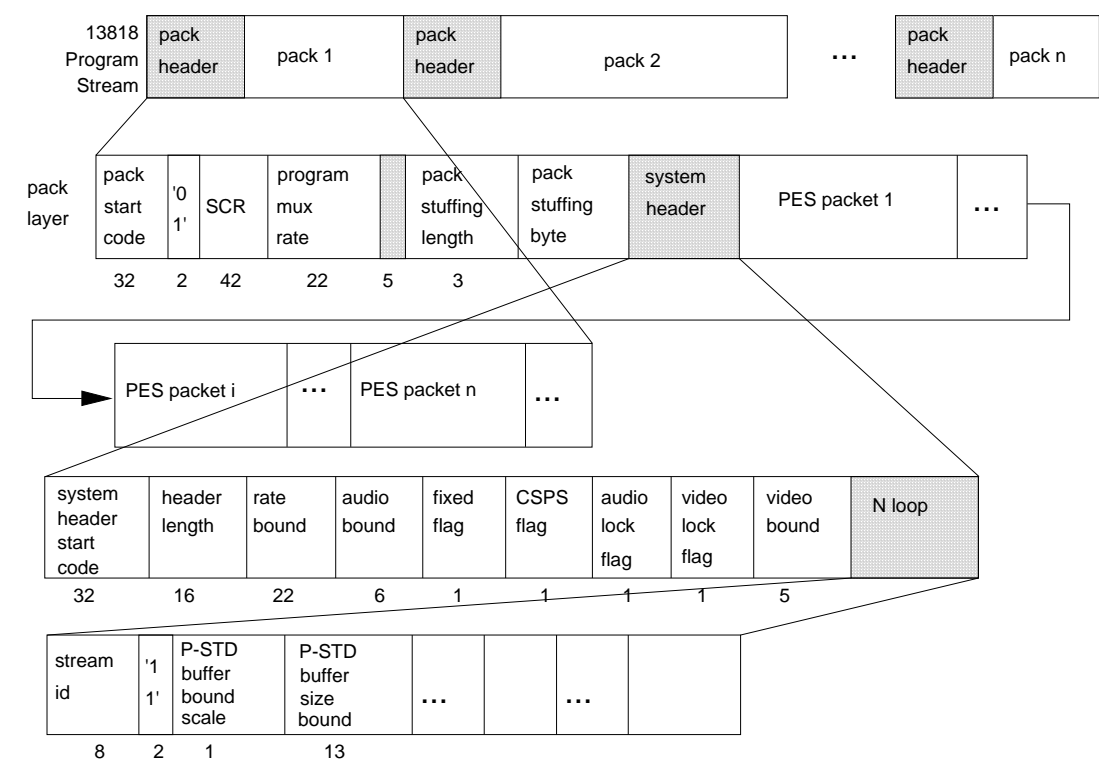 13818
Program
Stream
pack
header
pack 1
pack
header
pack 2
...
pack
header
pack n
pack
layer
pack
start
code
'0
1'
SCR
program
mux
rate
pack
stuffing
length
pack
stuffing
byte
system
header
PES packet 1
...
32
2
42
22
5
3
PES packet i
...
PES packet n
...
system
header
start
code
header
length
rate
bound
audio
bound
fixed
flag
CSPS
flag
audio
lock
flag
video
lock
flag
video
bound
N loop
32
16
22
6
1
1
1
1
5
stream
id
'1
1'
P-STD
buffer
bound
scale
P-STD
buffer
size
bound
...
...
8
2
1
13